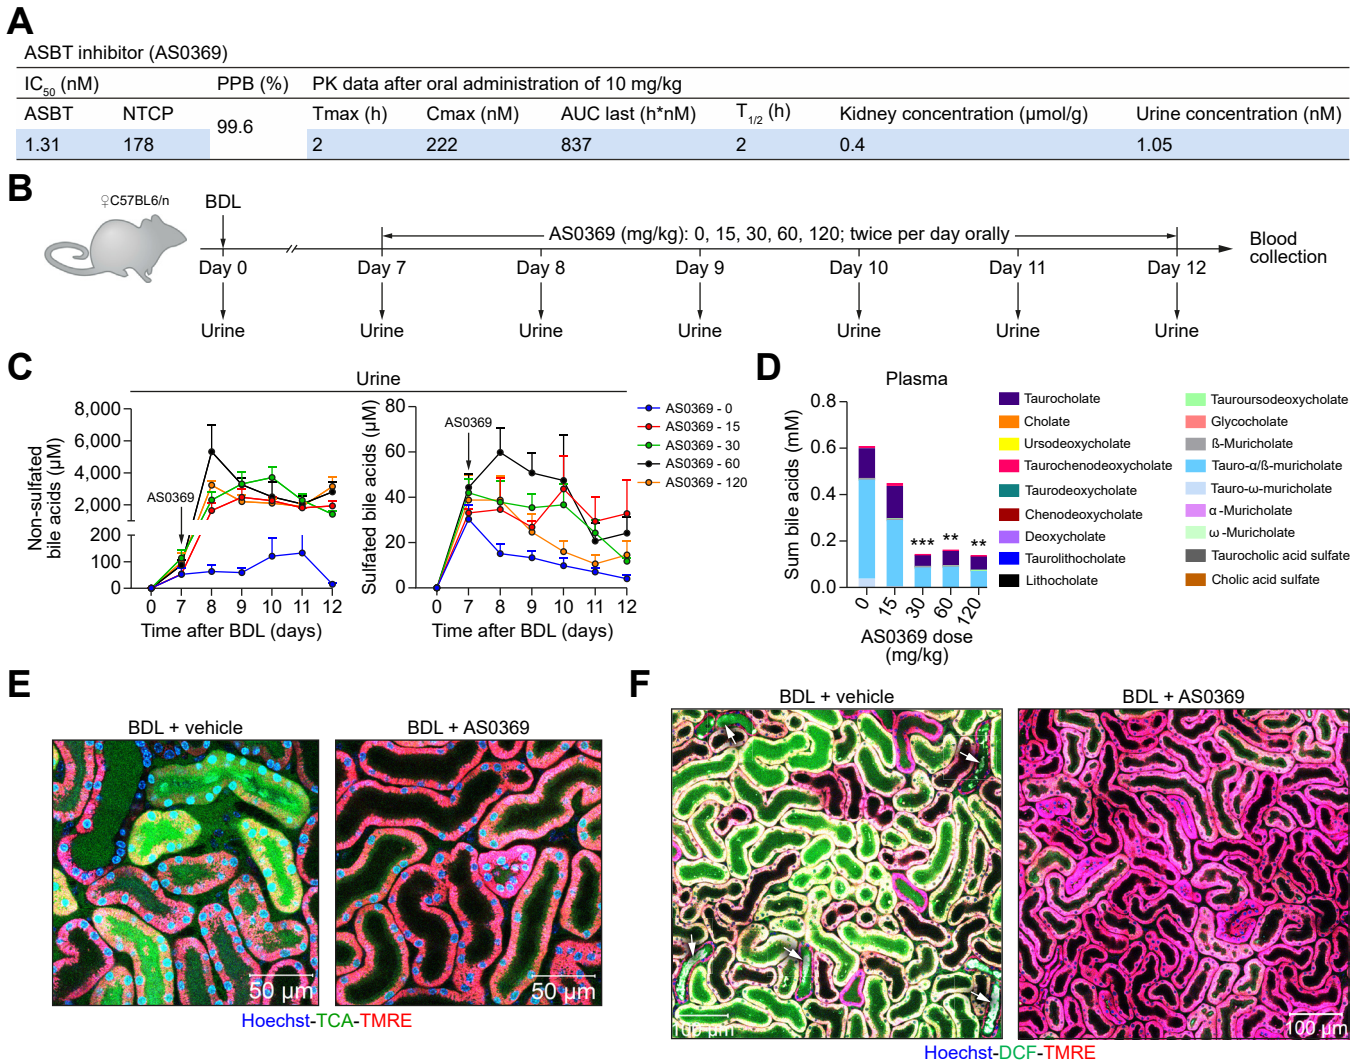 A
ASBT inhibitor (AS0369)
IC50 (nM) PPB (%) PK data after oral administration of 10 mg/kg
ASBT NTCP 99.6 Tmax (h) Cmax (nM) AUC last (h*nM) T1/2 (h) Kidney concentration (µmol/g) Urine concentration (nM)
1.31 178 2 222 837 2 0.4 1.05
B
♀C57BL6/n
BDL
AS0369 (mg/kg): 0, 15, 30, 60, 120; twice per day orally
Blood
collection
Day 0 Day 7 Day 8 Day 9 Day 10 Day 11 Day 12
Urine Urine Urine Urine Urine Urine Urine
C
Urine
Non-sulfated
bile acids (µM)
8,000
6,000
4,000
2,000
200
100
0
AS0369
0 7 8 9 10 11 12
Time after BDL (days)
Sulfated bile acids (µM)
80
60
40
20
0
AS0369
0 7 8 9 10 11 12
Time after BDL (days)
AS0369 - 0
AS0369 - 15
AS0369 - 30
AS0369 - 60
AS0369 - 120
D
Plasma
Sum bile acids (mM)
0.8
0.6
0.4
0.2
0.0
*** ** **
0 15 30 60 120
AS0369 dose
(mg/kg)
Taurocholate
Cholate
Ursodeoxycholate
Taurochenodeoxycholate
Taurodeoxycholate
Chenodeoxycholate
Deoxycholate
Taurolithocholate
Lithocholate
Tauroursodeoxycholate
Glycocholate
ß-Muricholate
Tauro-α/ß-muricholate
Tauro-ω-muricholate
α-Muricholate
ω-Muricholate
Taurocholic acid sulfate
Cholic acid sulfate
E
BDL + vehicle BDL + AS0369
50 µm 50 µm
Hoechst-TCA-TMRE
F
BDL + vehicle BDL + AS0369
100 µm 100 µm
Hoechst-DCF-TMRE